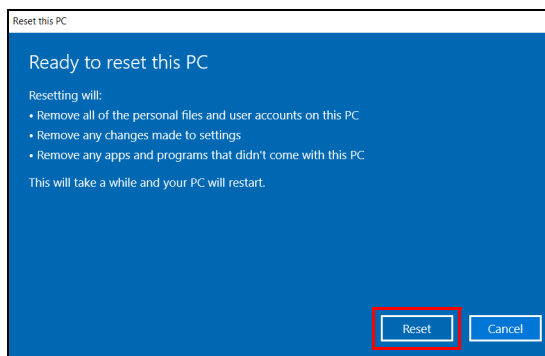 Reset this PC
Ready to reset this PC
Resetting will:
• Remove all of the personal files and user accounts on this PC
• Remove any changes made to settings
• Remove any apps and programs that didn't come with this PC
This will take a while and your PC will restart.
Reset Cancel